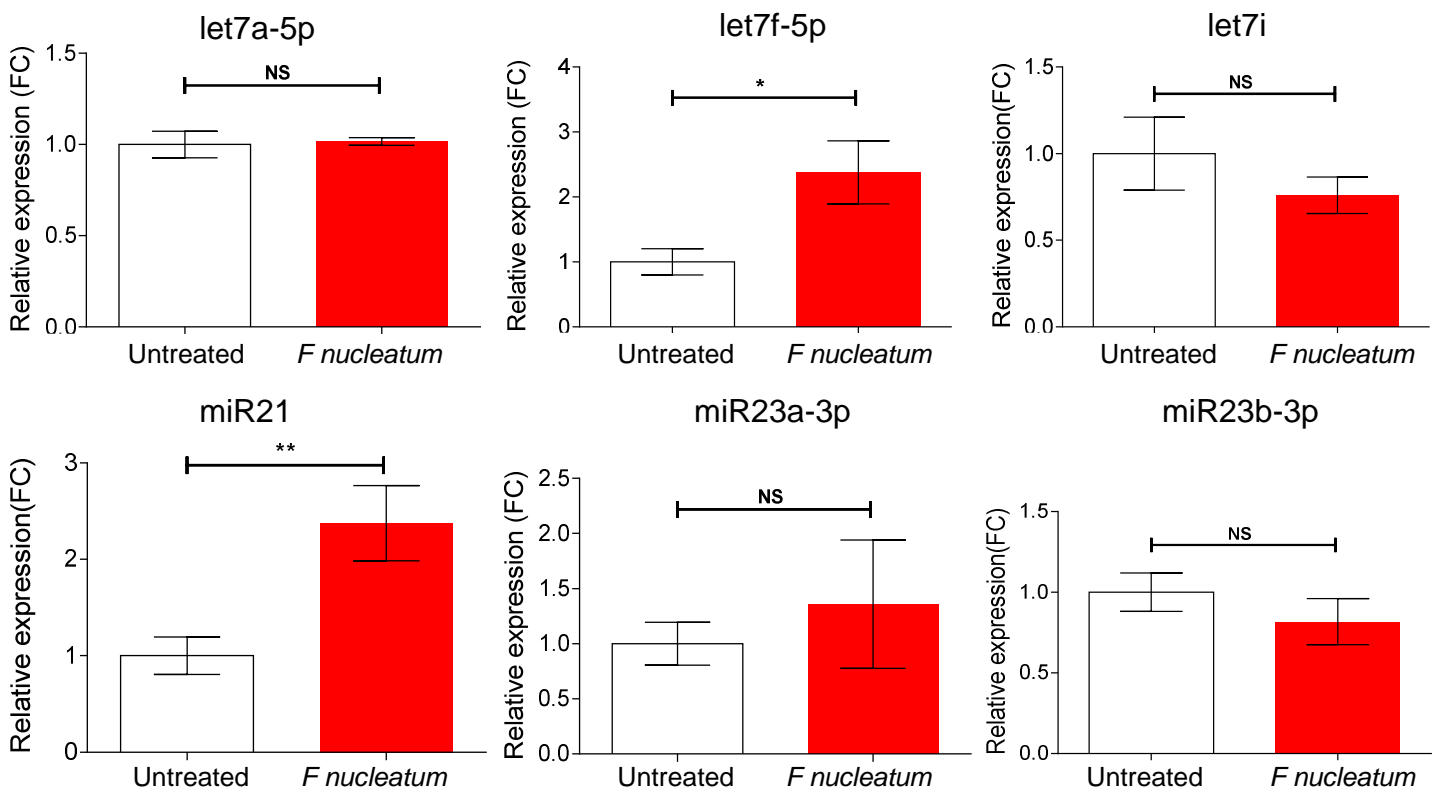 let7a-5p
Relative expression (FC)
1.5
1.0
0.5
0.0
NS
Untreated
F nucleatum
let7f-5p
Relative expression (FC)
4
3
2
1
0
*
Untreated
F nucleatum
let7i
Relative expression(FC)
1.5
1.0
0.5
0.0
NS
Untreated
F nucleatum
miR21
Relative expression(FC)
3
2
1
0
**
Untreated
F nucleatum
miR23a-3p
Relative expression (FC)
2.5
2.0
1.5
1.0
0.5
0.0
NS
Untreated
F nucleatum
miR23b-3p
Relative expression(FC)
1.5
1.0
0.5
0.0
NS
Untreated
F nucleatum